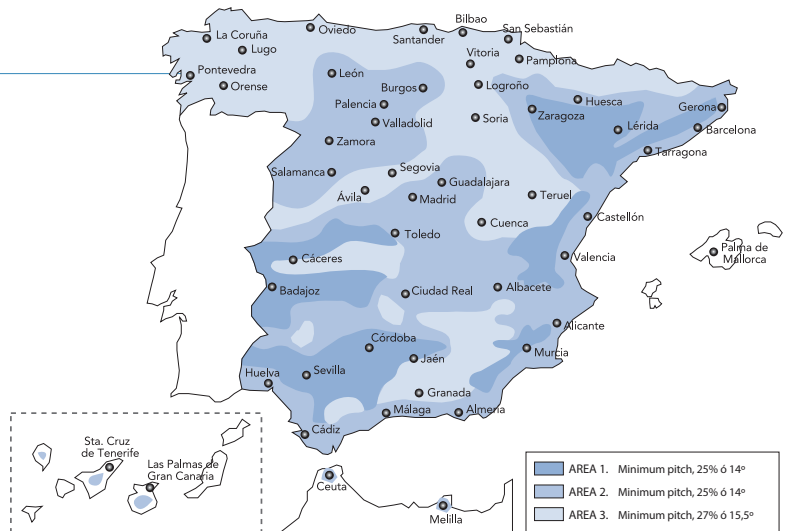 Bilbao
Oviedo
San Sebastián
La Coruña
Santander
Lugo
Vitoria
Pamplona
Pontevedra
León
Orense
Burgos
Logroño
Huesca
Palencia
Gerona
Zaragoza
Valladolid
Soria
Lérida
Barcelona
Zamora
Tarragona
Segovia
Salamanca
Guadalajara
Ávila
Madrid
Teruel
Castellón
Cuenca
Toledo
Palma de
Mallorca
Cáceres
Valencia
Badajoz
Ciudad Real
Albacete
Alicante
Córdoba
Murcia
Jaén
Huelva
Sevilla
Granada
Málaga
Almeria
Cádiz
Sta. Cruz
de Tenerife
Las Palmas de
Gran Canaria
Ceuta
Melilla
AREA 1. Minimum pitch, 25% ó 14º
AREA 2. Minimum pitch, 25% ó 14º
AREA 3. Minimum pitch, 27% ó 15,5º